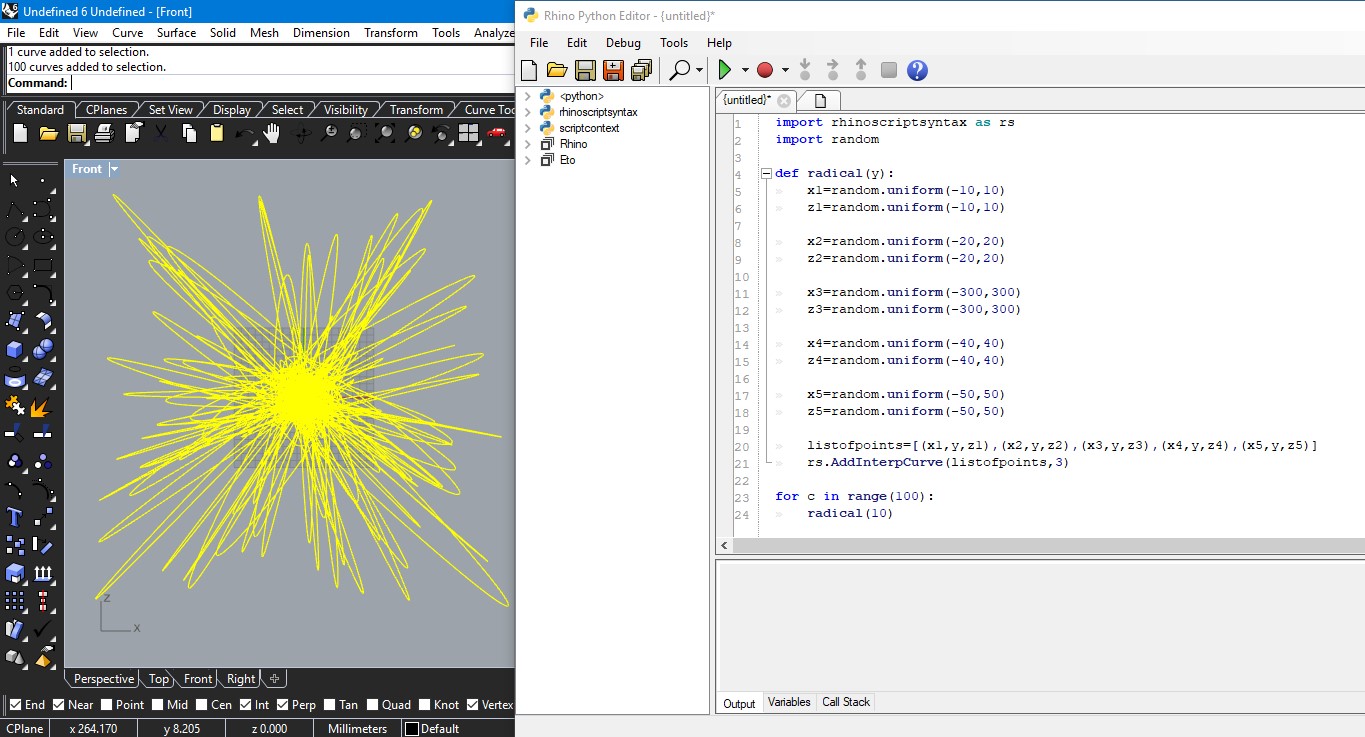 Undefined 6 Undefined - [Front]
File Edit View Curve Surface Solid Mesh Dimension Transform Tools Analyze
1 curve added to selection.
100 curves added to selection.
Command:
Standard CPlanes Set View Display Select Visibility Transform Curve Too
Front
z
x
Perspective Top Front Right
End Near Point Mid Cen Int Perp Tan Quad Knot Vertex
CPlane x 264.170 y 8.205 z 0.000 Millimeters Default
Rhino Python Editor - {untitled}*
File Edit Debug Tools Help
<python>
rhinoscriptsyntax
scriptcontext
Rhino
Eto
{untitled}*
1 import rhinoscriptsyntax as rs
2 import random
3
4 def radical(y):
5 x1=random.uniform(-10,10)
6 z1=random.uniform(-10,10)
7
8 x2=random.uniform(-20,20)
9 z2=random.uniform(-20,20)
10
11 x3=random.uniform(-300,300)
12 z3=random.uniform(-300,300)
13
14 x4=random.uniform(-40,40)
15 z4=random.uniform(-40,40)
16
17 x5=random.uniform(-50,50)
18 z5=random.uniform(-50,50)
19
20 listofpoints=[(x1,y,z1),(x2,y,z2),(x3,y,z3),(x4,y,z4),(x5,y,z5)]
21 rs.AddInterpCurve(listofpoints,3)
22
23 for c in range(100):
24 radical(10)
Output Variables Call Stack